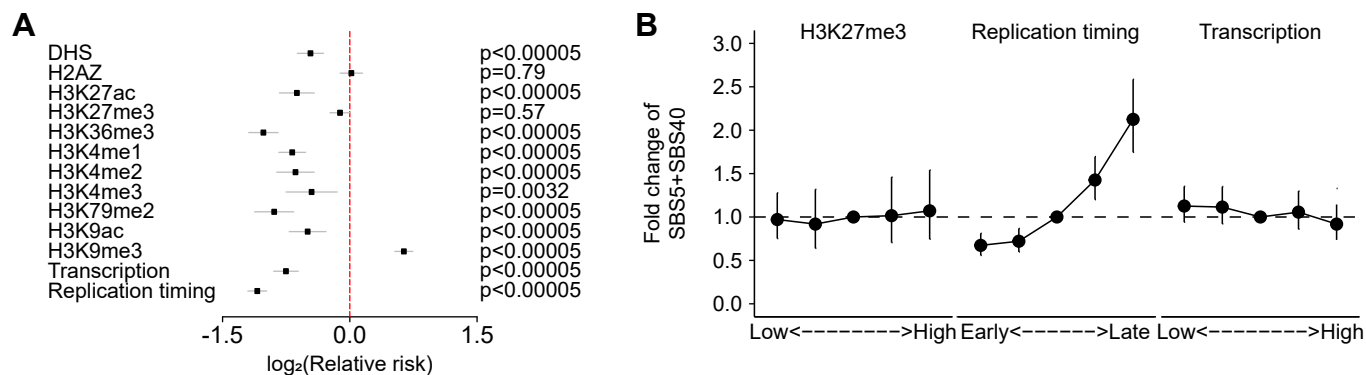 A
DHS p<0.00005
H2AZ p=0.79
H3K27ac p<0.00005
H3K27me3 p=0.57
H3K36me3 p<0.00005
H3K4me1 p<0.00005
H3K4me2 p<0.00005
H3K4me3 p=0.0032
H3K79me2 p<0.00005
H3K9ac p<0.00005
H3K9me3 p<0.00005
Transcription p<0.00005
Replication timing p<0.00005
-1.5 0.0 1.5
log₂(Relative risk)
B
H3K27me3 Replication timing Transcription
Fold change of
SBS5+SBS40
3.0
2.5
2.0
1.5
1.0
0.5
0.0
Low<--------->High Early<------->Late Low<--------->High